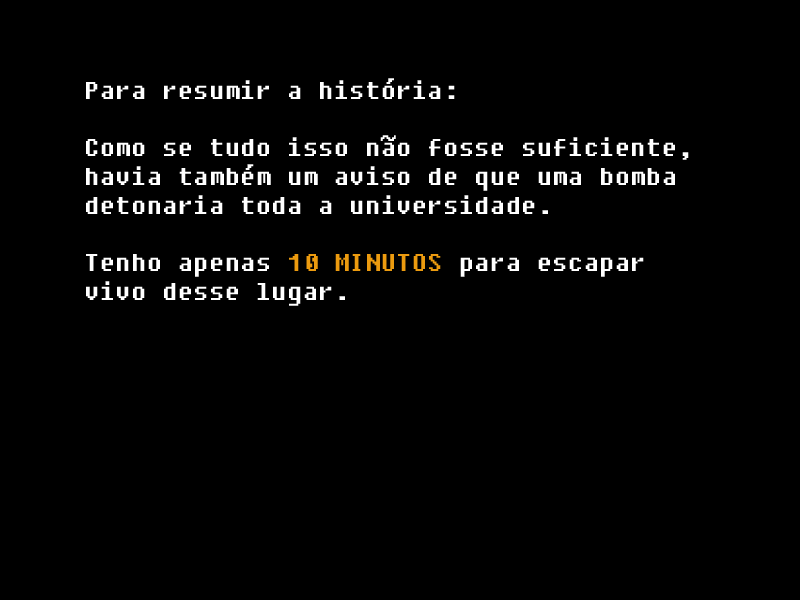 Para resumir a história:
Como se tudo isso não fosse suficiente,
havia também um aviso de que uma bomba
detonaria toda a universidade.
Tenho apenas 10 MINUTOS para escapar
vivo desse lugar.